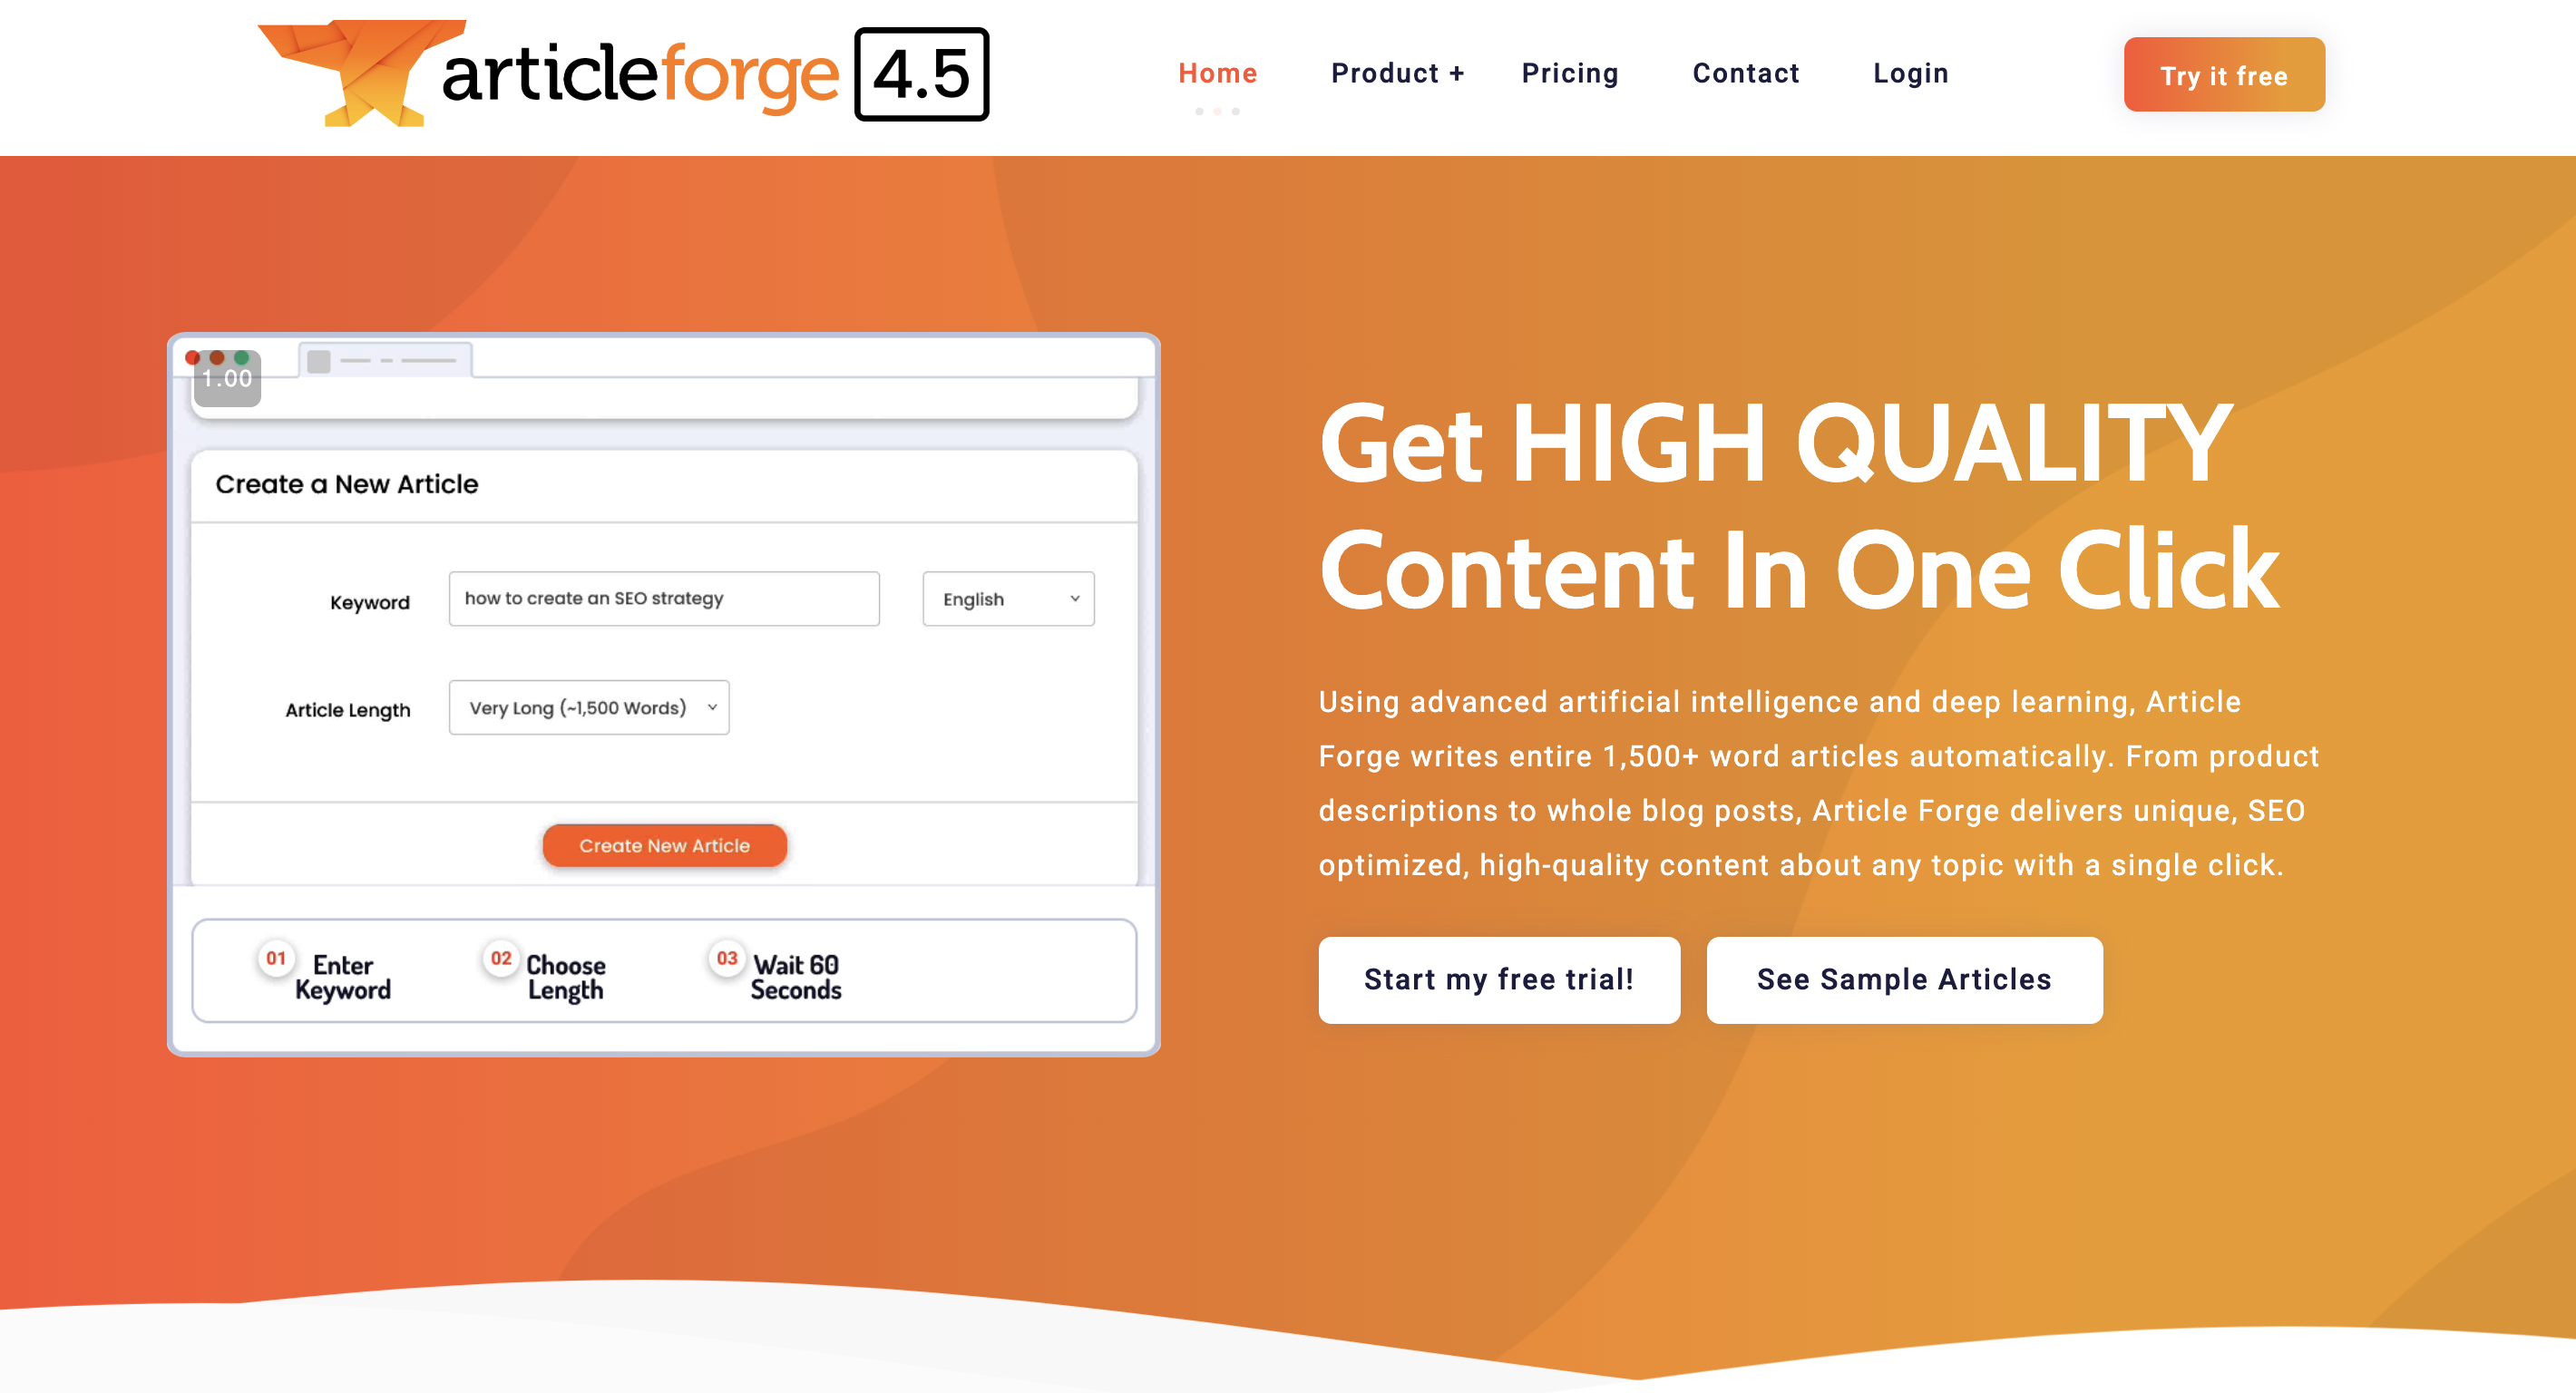 articleforge 4.5
Home
Product +
Pricing
Contact
Login
Try it free
1.00
Create a New Article
Keyword
how to create an SEO strategy
English
Article Length
Very Long (~1,500 Words)
Create New Article
01
Enter
Keyword
02
Choose
Length
03
Wait 60
Seconds
Get HIGH QUALITY
Content In One Click
Using advanced artificial intelligence and deep learning, Article
Forge writes entire 1,500+ word articles automatically. From product
descriptions to whole blog posts, Article Forge delivers unique, SEO
optimized, high-quality content about any topic with a single click.
Start my free trial!
See Sample Articles